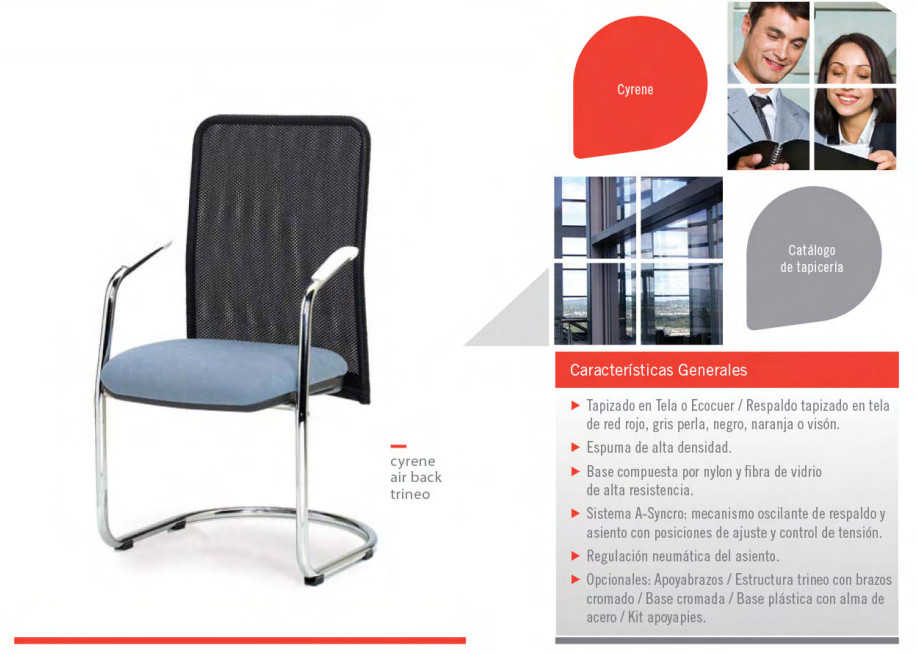 Cyrene
Catálogo
de tapicería
cyrene
air back
trineo
Características Generales
Tapizado en Tela o Ecocuer / Respaldo tapizado en tela
de red rojo, gris perla, negro, naranja o visón.
Espuma de alta densidad.
Base compuesta por nylon y fibra de vidrio
de alta resistencia.
Sistema A-Syncro: mecanismo oscilante de respaldo y
asiento con posiciones de ajuste y control de tensión.
Regulación neumática del asiento.
Opcionales: Apoyabrazos / Estructura trineo con brazos
cromado / Base cromada / Base plástica con alma de
acero / Kit apoyapies.